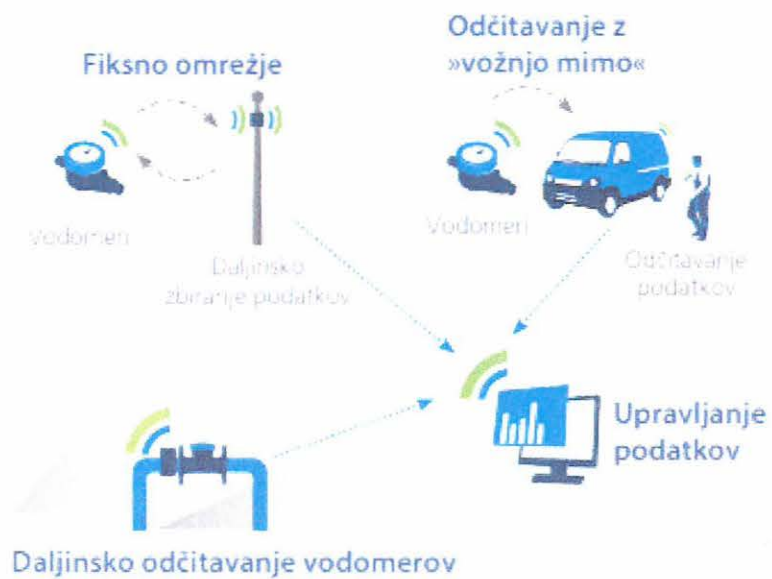 Fiksno omrežje
Vodomeri
Daljinsko
zbiranje podatkov
Odčitavanje z
»vožnjo mimo«
Vodomeri
Odčitavanje
podatkov
Upravljanje
podatkov
Daljinsko odčitavanje vodomerov